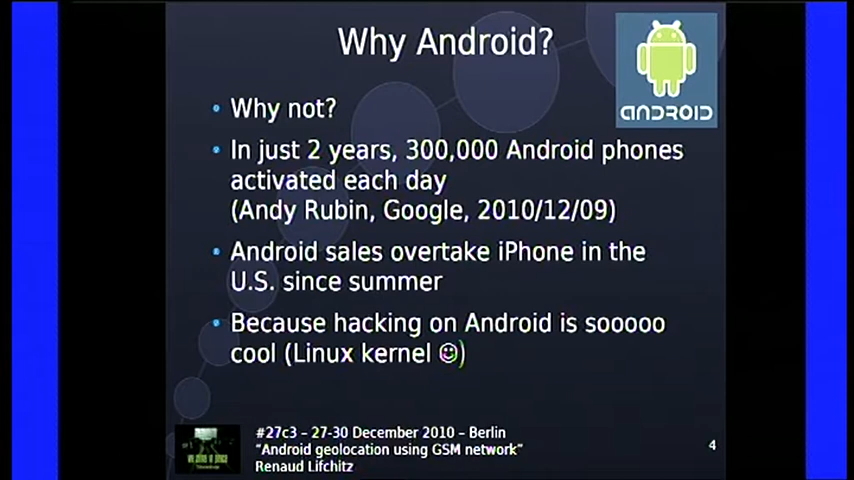 Why Android?
ANDROID
Why not?
In just 2 years, 300,000 Android phones
activated each day
(Andy Rubin, Google, 2010/12/09)
Android sales overtake iPhone in the
U.S. since summer
Because hacking on Android is sooooo
cool (Linux kernel ☺)
#27c3 – 27-30 December 2010 – Berlin
"Android geolocation using GSM network"
Renaud Lifchitz
4